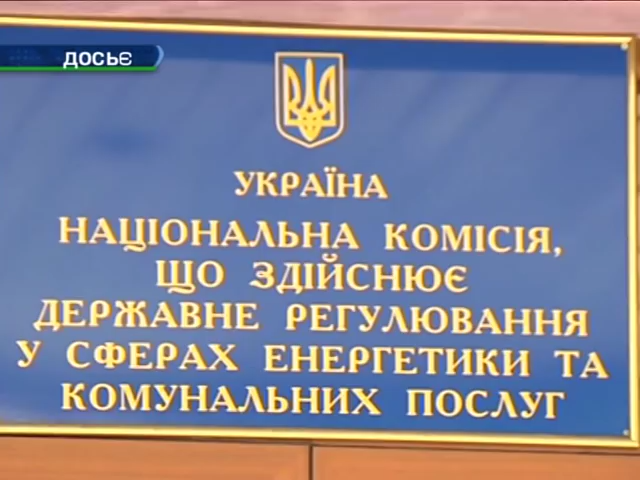 ДОСЬЄ
УКРАЇНА
НАЦІОНАЛЬНА КОМІСІЯ,
ЩО ЗДІЙСНЮЄ
ДЕРЖАВНЕ РЕГУЛЮВАННЯ
У СФЕРАХ ЕНЕРГЕТИКИ ТА
КОМУНАЛЬНИХ ПОСЛУГ